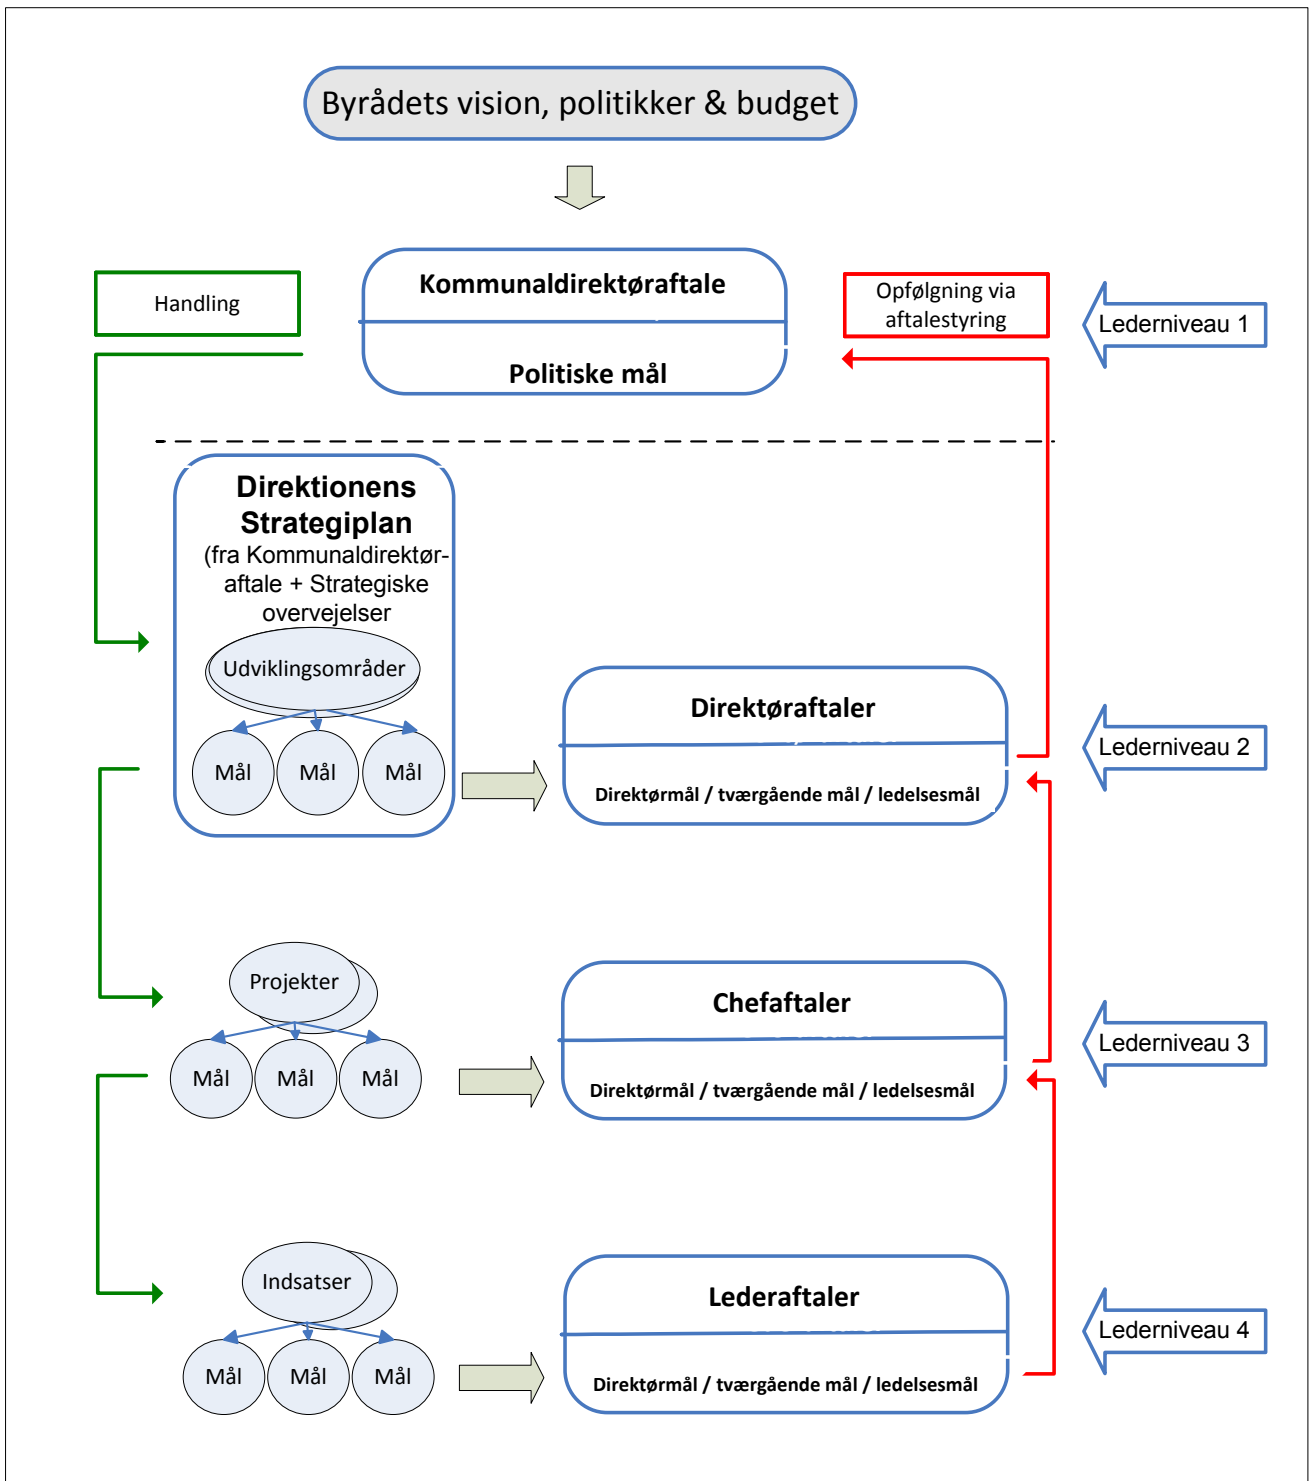 Byrådets vision, politikker & budget
Handling
Kommunaldirektøraftale
Politiske mål
Opfølgning via
aftalestyring
Lederniveau 1
Direktionens
Strategiplan
(fra Kommunaldirektør-
aftale + Strategiske
overvejelser
Udviklingsområder
Mål
Mål
Mål
Direktøraftaler
Direktørmål / tværgående mål / ledelsesmål
Lederniveau 2
Projekter
Mål
Mål
Mål
Chefaftaler
Direktørmål / tværgående mål / ledelsesmål
Lederniveau 3
Indsatser
Mål
Mål
Mål
Lederaftaler
Direktørmål / tværgående mål / ledelsesmål
Lederniveau 4